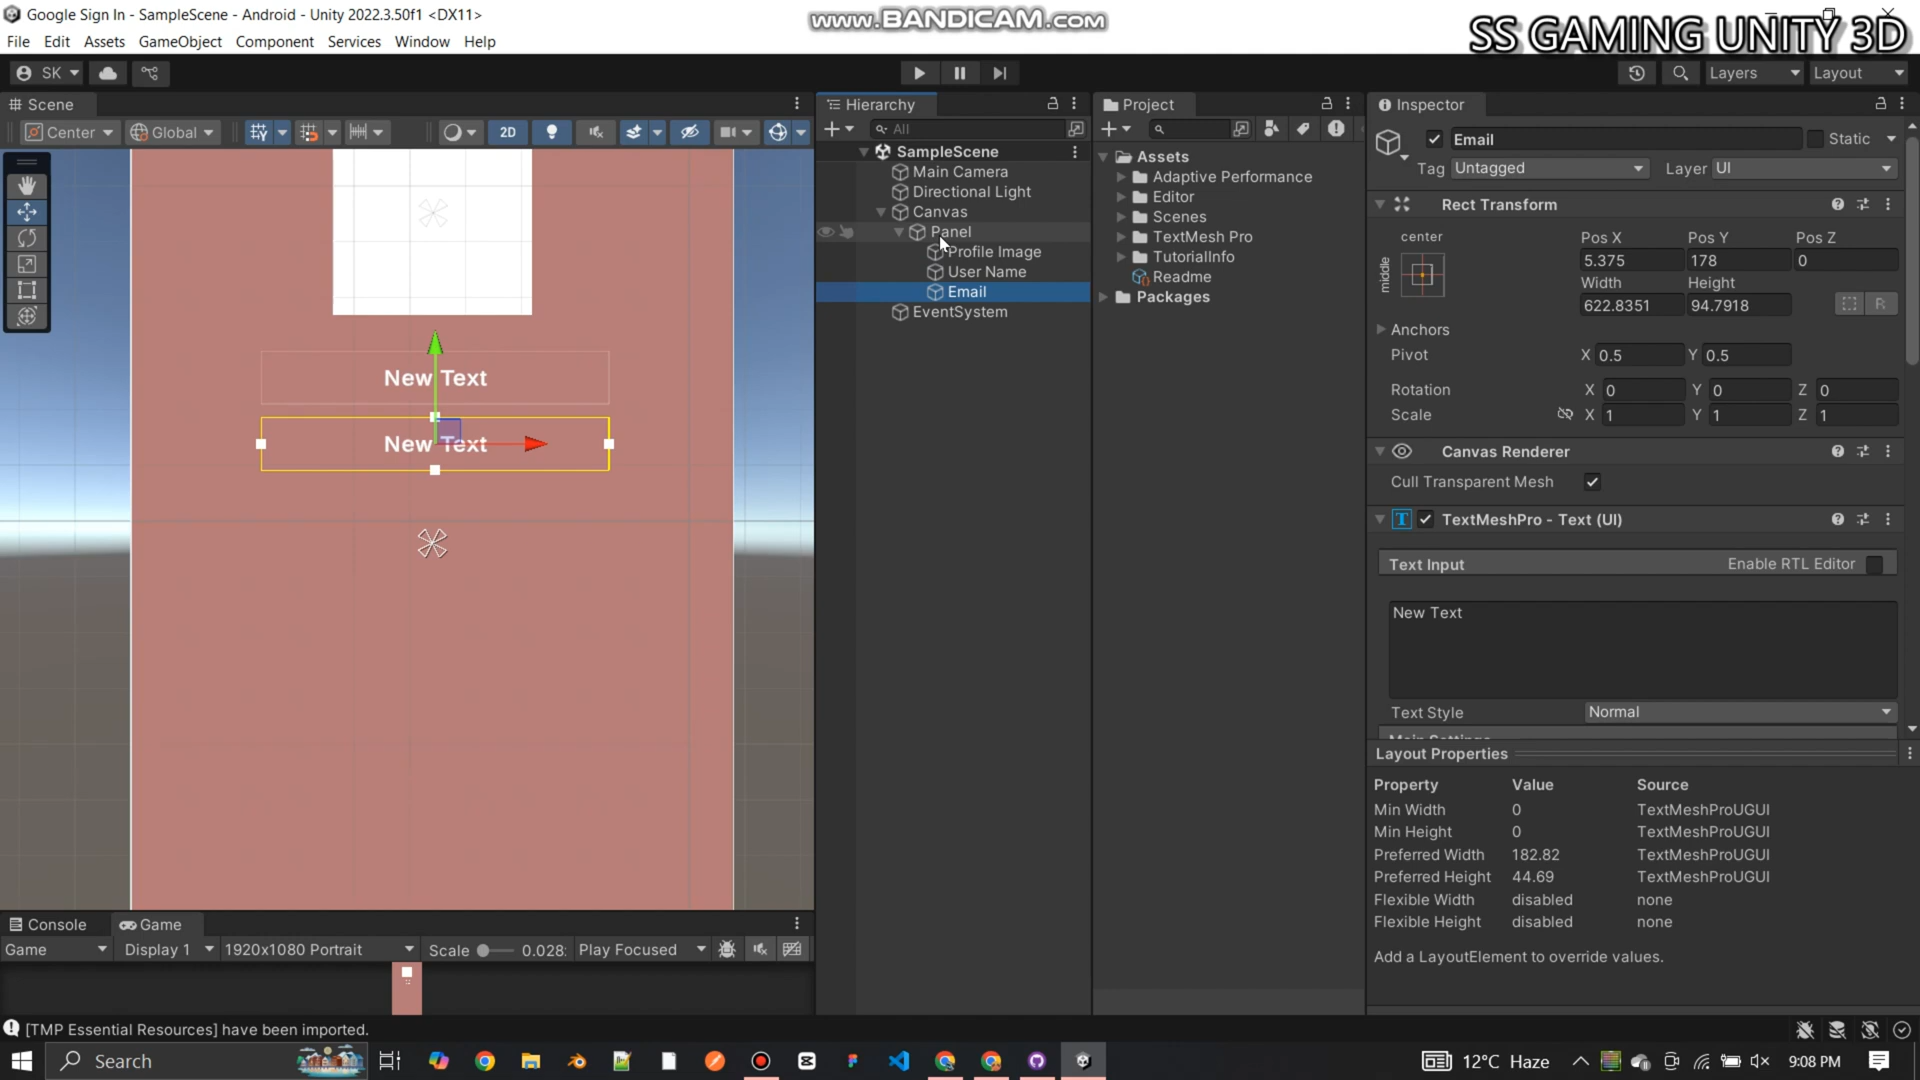 Google Sign In - SampleScene - Android - Unity 2022.3.50f1 <DX11>
www.BANDICAM.com
SS GAMING UNITY 3D
File Edit Assets GameObject Component Services Window Help
SK
Layers
Layout
Scene
Center
Global
2D
New Text
New Text
Hierarchy
All
SampleScene
Main Camera
Directional Light
Canvas
Panel
Profile Image
User Name
Email
EventSystem
Project
Assets
Adaptive Performance
Editor
Scenes
TextMesh Pro
TutorialInfo
Readme
Packages
Inspector
Email
Static
Tag Untagged Layer UI
Rect Transform
center
middle
Pos X Pos Y Pos Z
5.375 178 0
Width Height
622.8351 94.7918
R
Anchors
Pivot X 0.5 Y 0.5
Rotation X 0 Y 0 Z 0
Scale X 1 Y 1 Z 1
Canvas Renderer
Cull Transparent Mesh
TextMeshPro - Text (UI)
Text Input Enable RTL Editor
New Text
Text Style Normal
Main Settings
Layout Properties
Property Value Source
Min Width 0 TextMeshProUGUI
Min Height 0 TextMeshProUGUI
Preferred Width 182.82 TextMeshProUGUI
Preferred Height 44.69 TextMeshProUGUI
Flexible Width disabled none
Flexible Height disabled none
Add a LayoutElement to override values.
Console Game
Game Display 1 1920x1080 Portrait Scale 0.028: Play Focused
[TMP Essential Resources] have been imported.
Search
12°C Haze
9:08 PM